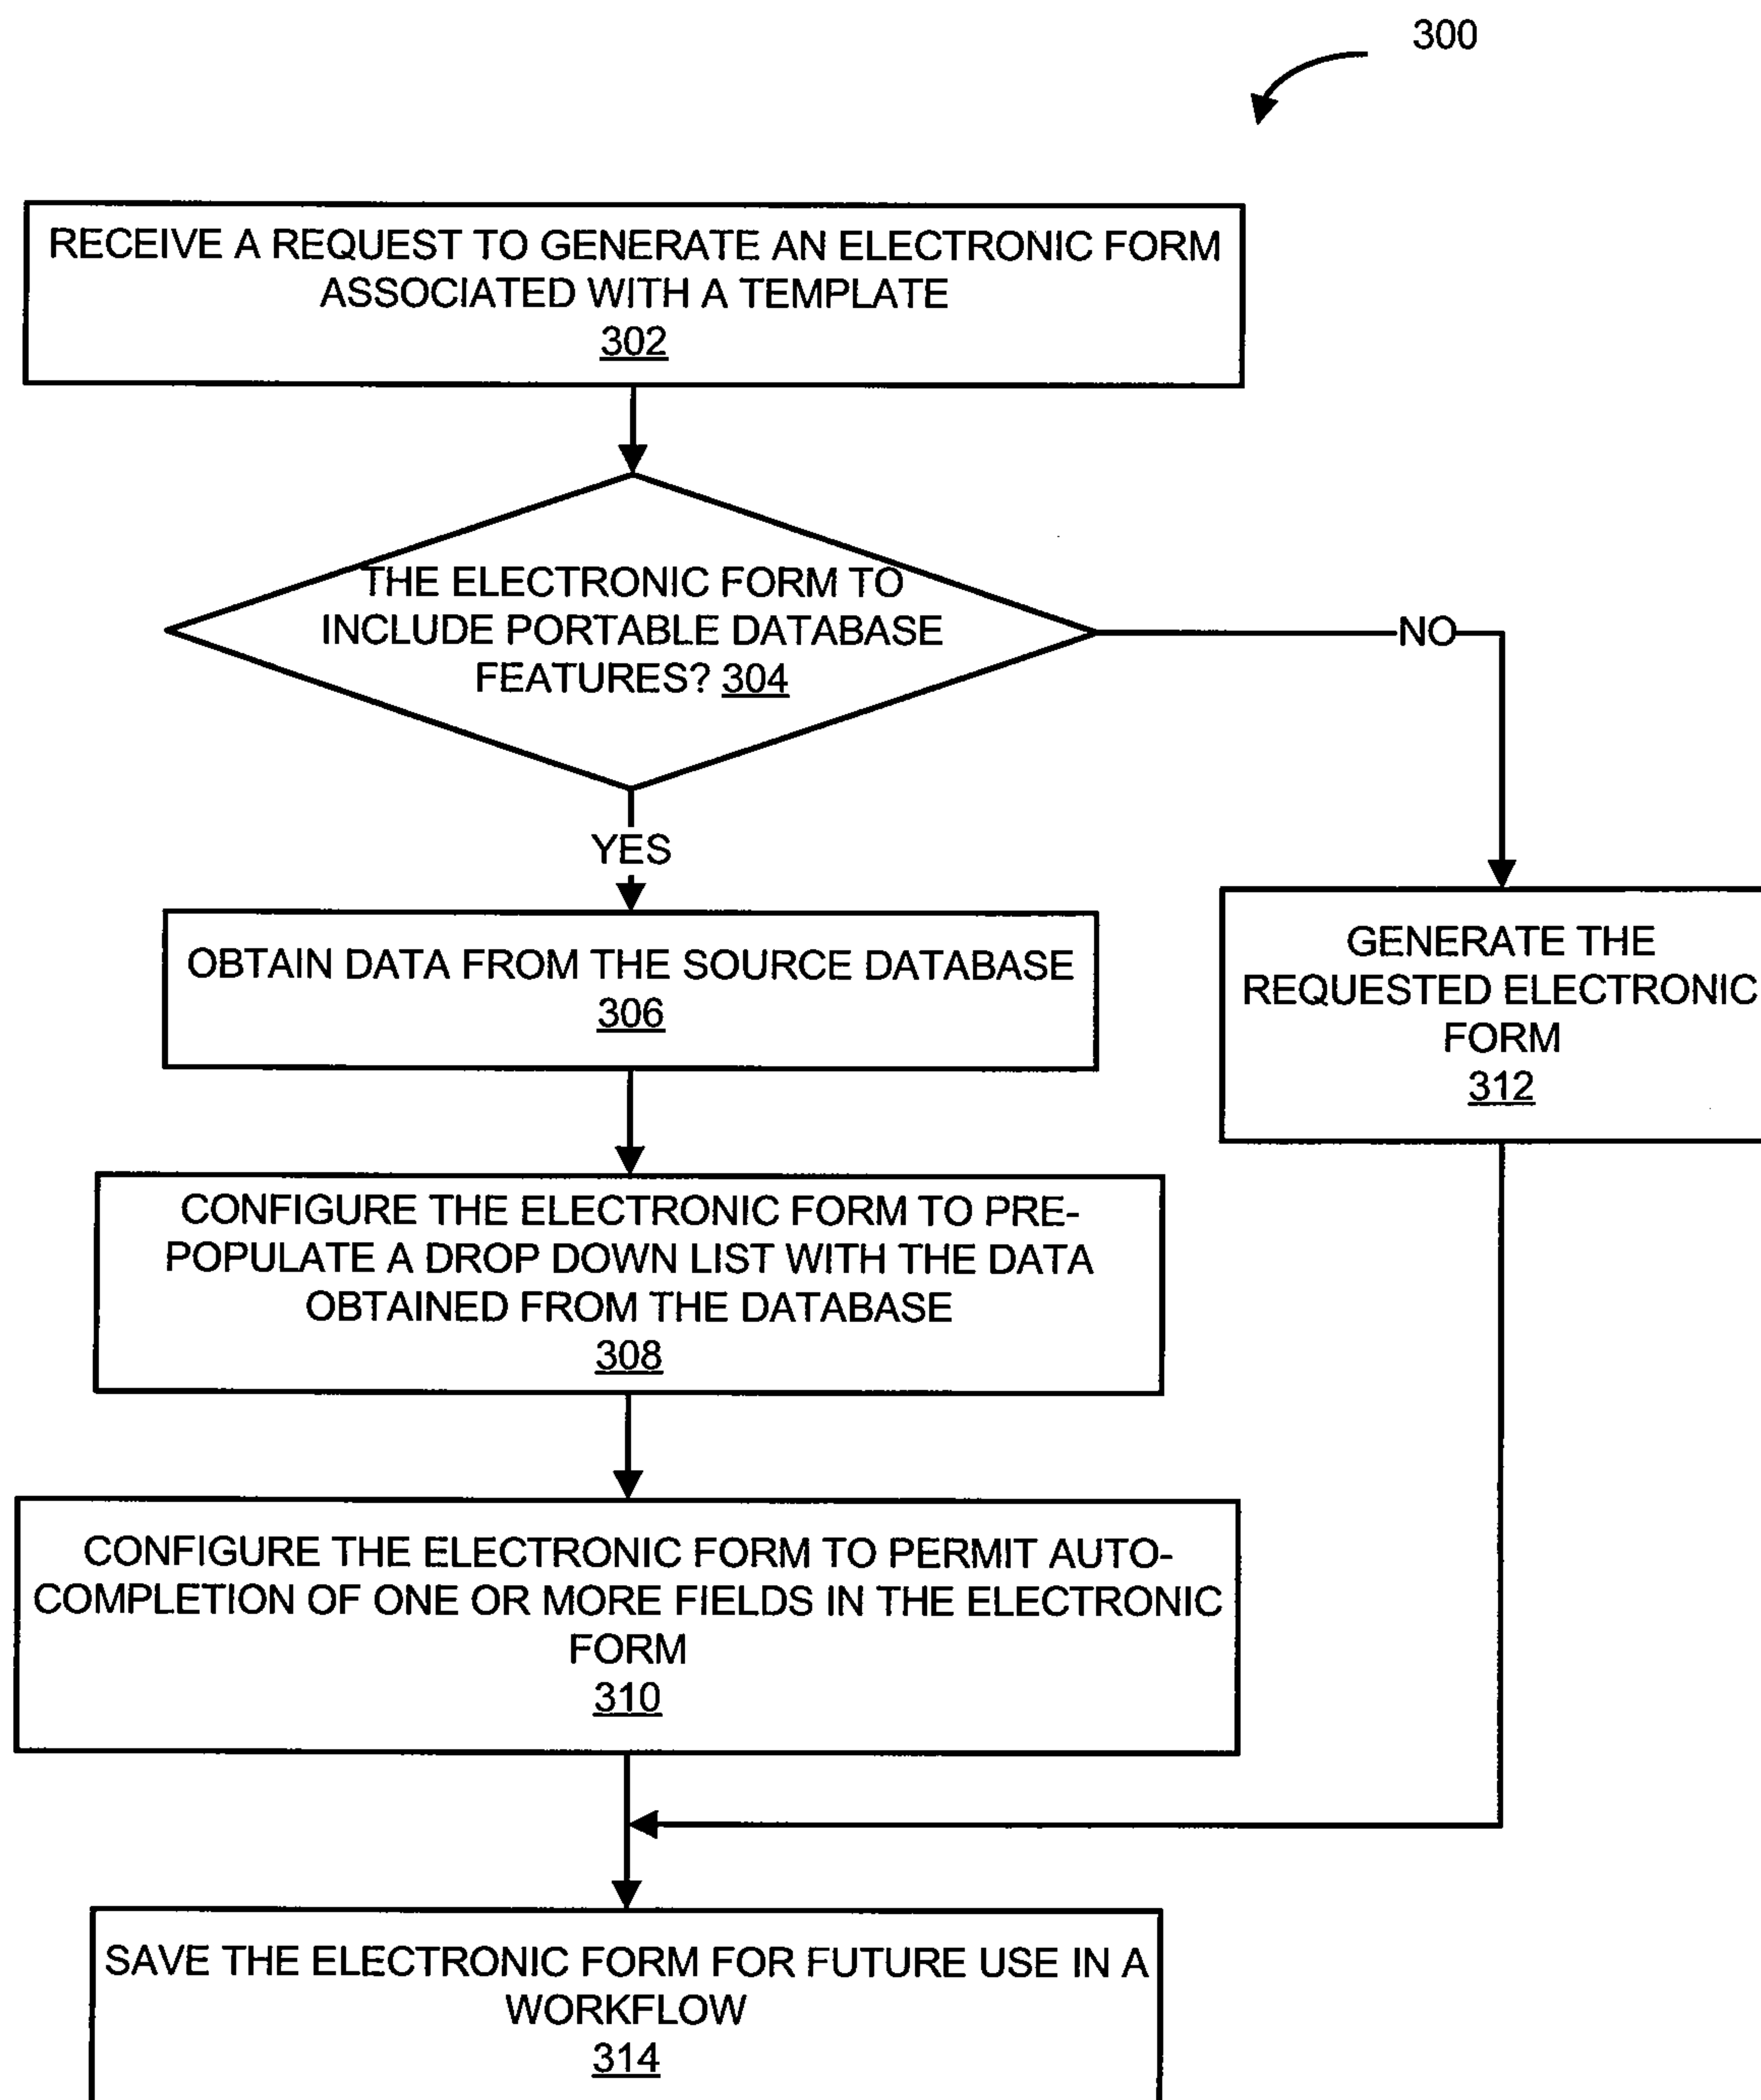 300
RECEIVE A REQUEST TO GENERATE AN ELECTRONIC FORM
ASSOCIATED WITH A TEMPLATE
302
THE ELECTRONIC FORM TO
INCLUDE PORTABLE DATABASE
FEATURES? 304
NO
YES
OBTAIN DATA FROM THE SOURCE DATABASE
306
GENERATE THE
REQUESTED ELECTRONIC
FORM
312
CONFIGURE THE ELECTRONIC FORM TO PRE-
POPULATE A DROP DOWN LIST WITH THE DATA
OBTAINED FROM THE DATABASE
308
CONFIGURE THE ELECTRONIC FORM TO PERMIT AUTO-
COMPLETION OF ONE OR MORE FIELDS IN THE ELECTRONIC
FORM
310
SAVE THE ELECTRONIC FORM FOR FUTURE USE IN A
WORKFLOW
314